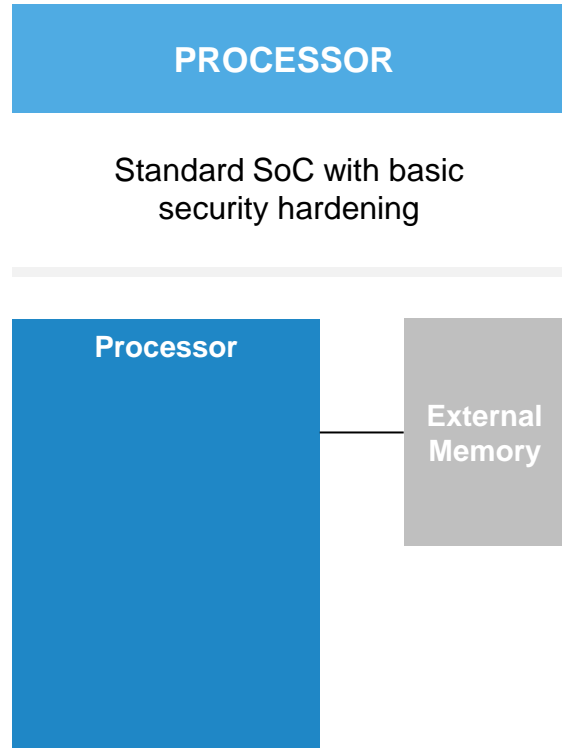 PROCESSOR
Standard SoC with basic
security hardening
Processor
External
Memory